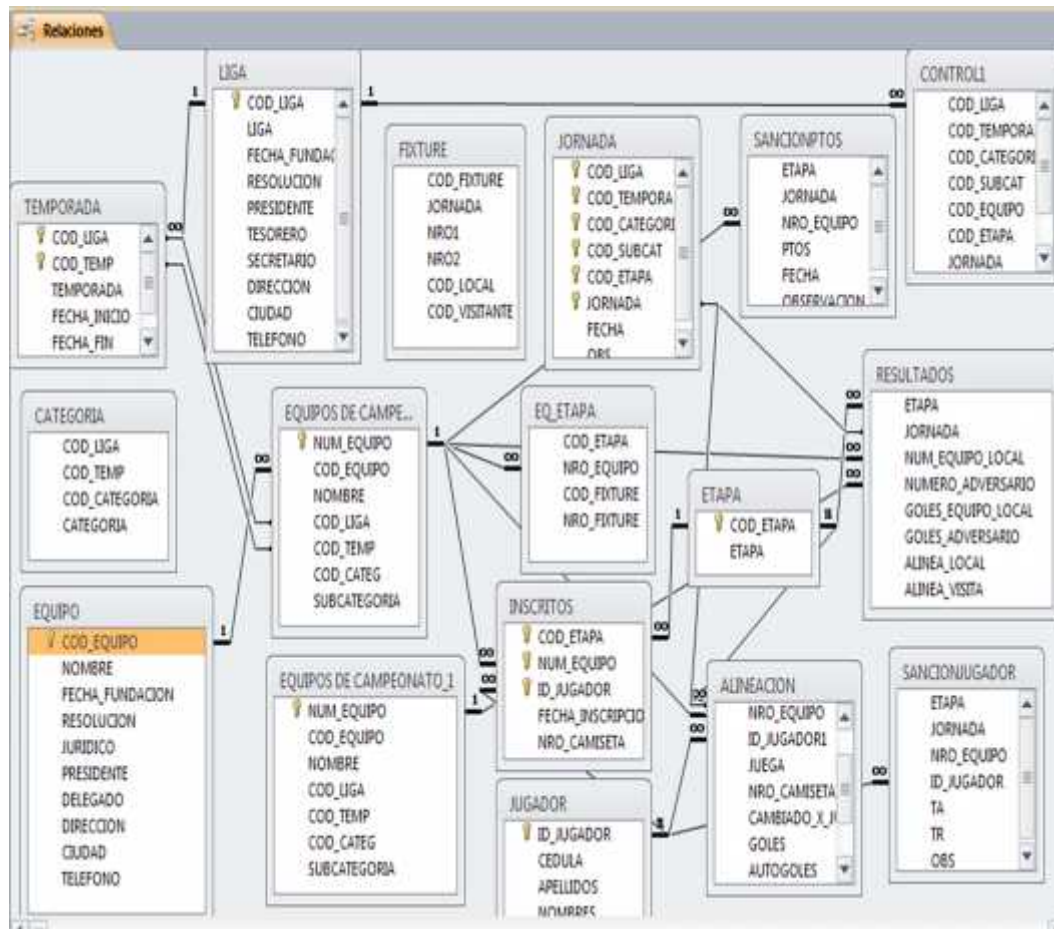 Relaciones
LIGA
COD_LIGA
LIGA
FECHA_FUNDAC
RESOLUCION
PRESIDENTE
TESORERO
SECRETARIO
DIRECCION
CIUDAD
TELEFONO
CONTROL1
COD_LIGA
COD_TEMPORA
COD_CATEGORI
COD_SUBCAT
COD_EQUIPO
COD_ETAPA
JORNADA
FIXTURE
COD_FIXTURE
JORNADA
NRO1
NRO2
COD_LOCAL
COD_VISITANTE
JORNADA
COD_LIGA
COD_TEMPORA
COD_CATEGORI
COD_SUBCAT
COD_ETAPA
JORNADA
FECHA
OBS
SANCIONPTOS
ETAPA
JORNADA
NRO_EQUIPO
PTOS
FECHA
OBSERVACION
TEMPORADA
COD_LIGA
COD_TEMP
TEMPORADA
FECHA_INICIO
FECHA_FIN
CATEGORIA
COD_LIGA
COD_TEMP
COD_CATEGORIA
CATEGORIA
EQUIPOS DE CAMPE...
NUM_EQUIPO
COD_EQUIPO
NOMBRE
COD_LIGA
COD_TEMP
COD_CATEG
SUBCATEGORIA
EQ_ETAPA
COD_ETAPA
NRO_EQUIPO
COD_FIXTURE
NRO_FIXTURE
ETAPA
COD_ETAPA
ETAPA
RESULTADOS
ETAPA
JORNADA
NUM_EQUIPO_LOCAL
NUMERO_ADVERSARIO
GOLES_EQUIPO_LOCAL
GOLES_ADVERSARIO
ALINEA_LOCAL
ALINEA_VISITA
EQUIPO
COD_EQUIPO
NOMBRE
FECHA_FUNDACION
RESOLUCION
JURIDICO
PRESIDENTE
DELEGADO
DIRECCION
CIUDAD
TELEFONO
EQUIPOS DE CAMPEONATO_1
NUM_EQUIPO
COD_EQUIPO
NOMBRE
COD_LIGA
COD_TEMP
COD_CATEG
SUBCATEGORIA
INSCRITOS
COD_ETAPA
NUM_EQUIPO
ID_JUGADOR
FECHA_INSCRIPCIO
NRO_CAMISETA
JUGADOR
ID_JUGADOR
CEDULA
APELLIDOS
NOMBRES
ALINEACION
NRO_EQUIPO
ID_JUGADOR1
JUEGA
NRO_CAMISETA
CAMBIADO_X_JU
GOLES
AUTOGOLES
SANCIONJUGADOR
ETAPA
JORNADA
NRO_EQUIPO
ID_JUGADOR
TA
TR
OBS